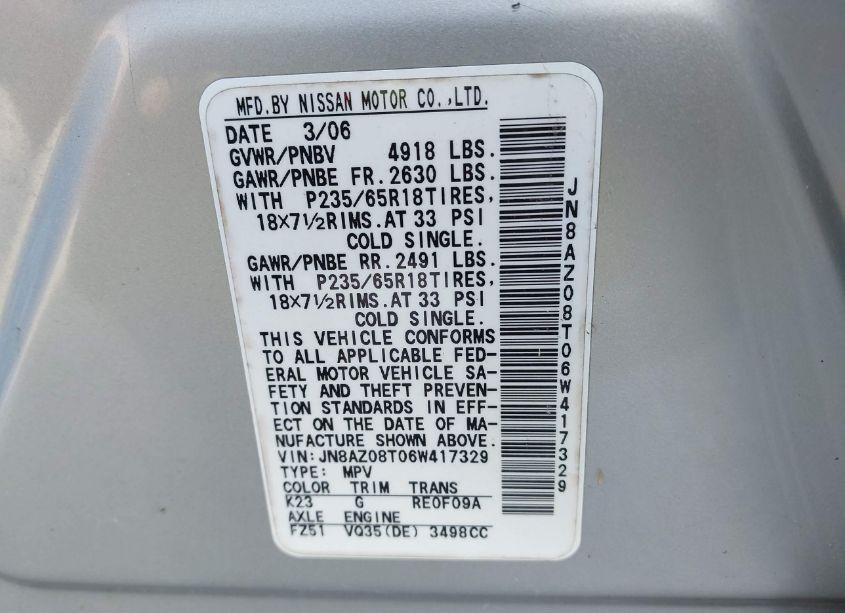 MFD.BY NISSAN MOTOR CO.,LTD.
DATE 3/06
GVWR/PNBV 4918 LBS.
GAWR/PNBE FR.2630 LBS.
WITH P235/65R18TIRES,
18X7½RIMS.AT 33 PSI
COLD SINGLE.
GAWR/PNBE RR.2491 LBS.
WITH P235/65R18TIRES,
18X7½RIMS.AT 33 PSI
COLD SINGLE.
THIS VEHICLE CONFORMS
TO ALL APPLICABLE FED-
ERAL MOTOR VEHICLE SA-
FETY AND THEFT PREVEN-
TION STANDARDS IN EFF-
ECT ON THE DATE OF MA-
NUFACTURE SHOWN ABOVE.
VIN:JN8AZ08T06W417329
TYPE: MPV
COLOR TRIM TRANS
K23 G RE0F09A
AXLE ENGINE
FZ51 VQ35(DE) 3498CC
JN8AZ08T06W417329